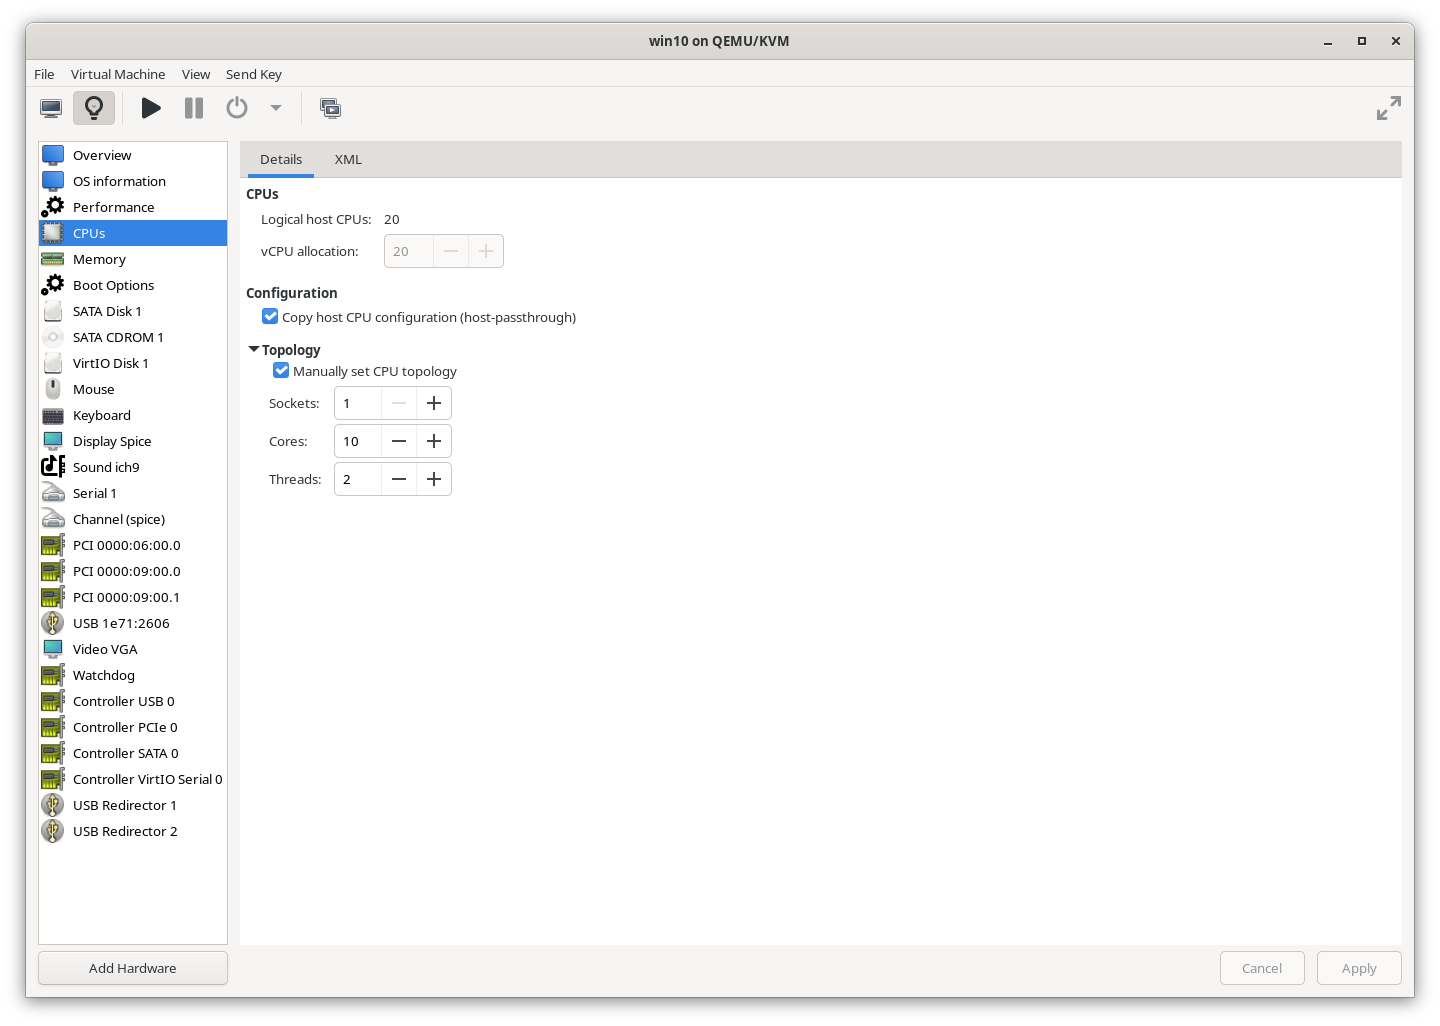 win10 on QEMU/KVM
File Virtual Machine View Send Key
Overview
OS information
Performance
CPUs
Memory
Boot Options
SATA Disk 1
SATA CDROM 1
VirtIO Disk 1
Mouse
Keyboard
Display Spice
Sound ich9
Serial 1
Channel (spice)
PCI 0000:06:00.0
PCI 0000:09:00.0
PCI 0000:09:00.1
USB 1e71:2606
Video VGA
Watchdog
Controller USB 0
Controller PCIe 0
Controller SATA 0
Controller VirtIO Serial 0
USB Redirector 1
USB Redirector 2
Add Hardware
Details XML
CPUs
Logical host CPUs: 20
vCPU allocation: 20
Configuration
Copy host CPU configuration (host-passthrough)
Topology
Manually set CPU topology
Sockets: 1
Cores: 10
Threads: 2
Cancel Apply